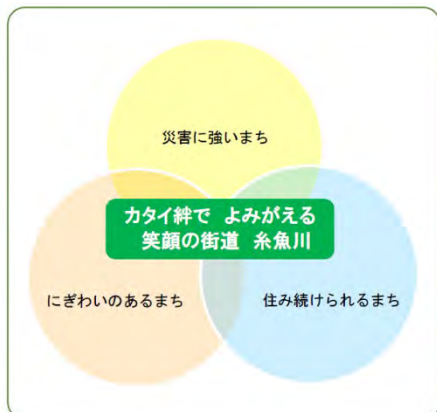 災害に強いまち
カタイ絆で よみがえる
笑顔の街道 糸魚川
にぎわいのあるまち
住み続けられるまち